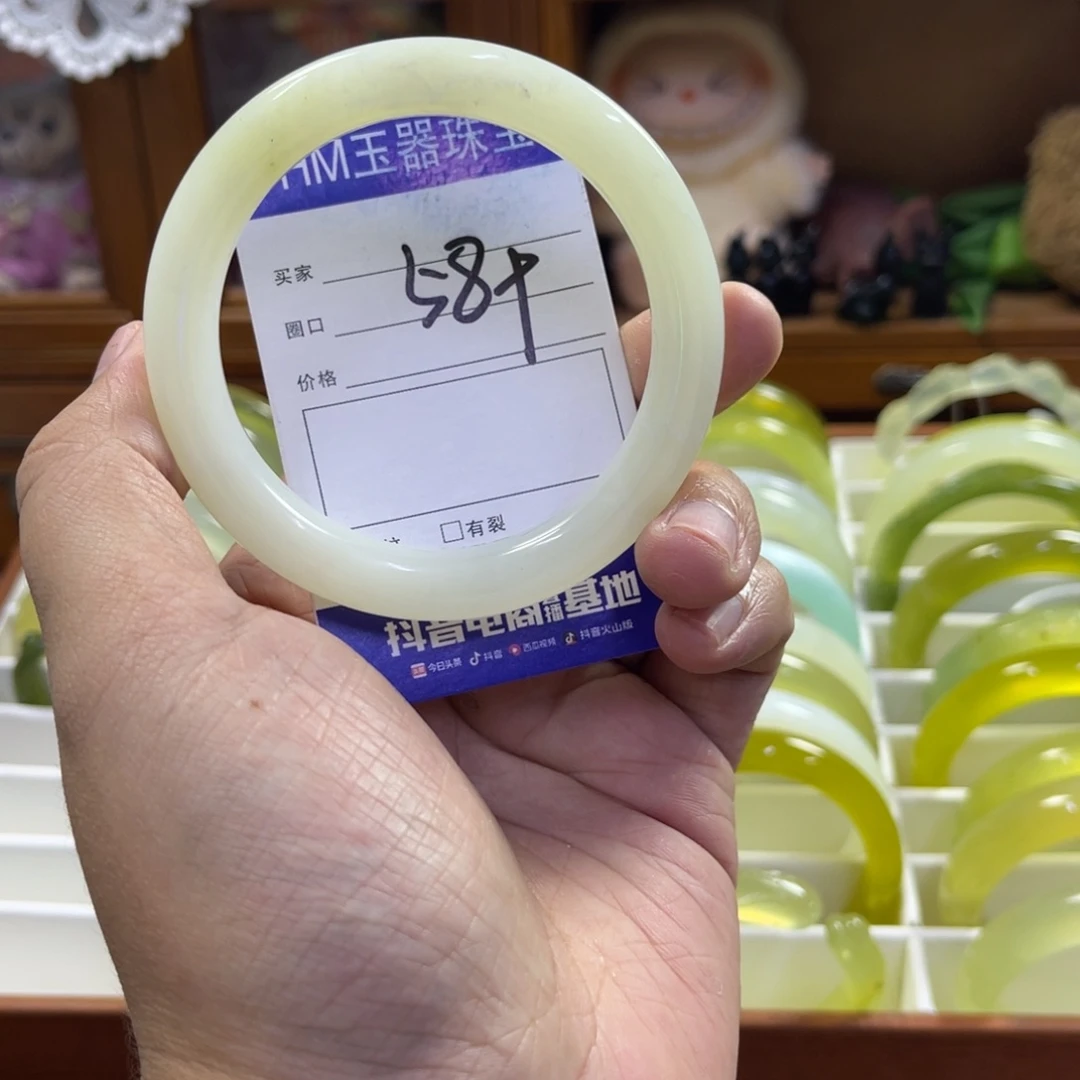 HM玉器珠宝
买家
58+
圈口
价格
□有裂
抖音电商直播基地
今日头条 抖音 西瓜视频 抖音火山版